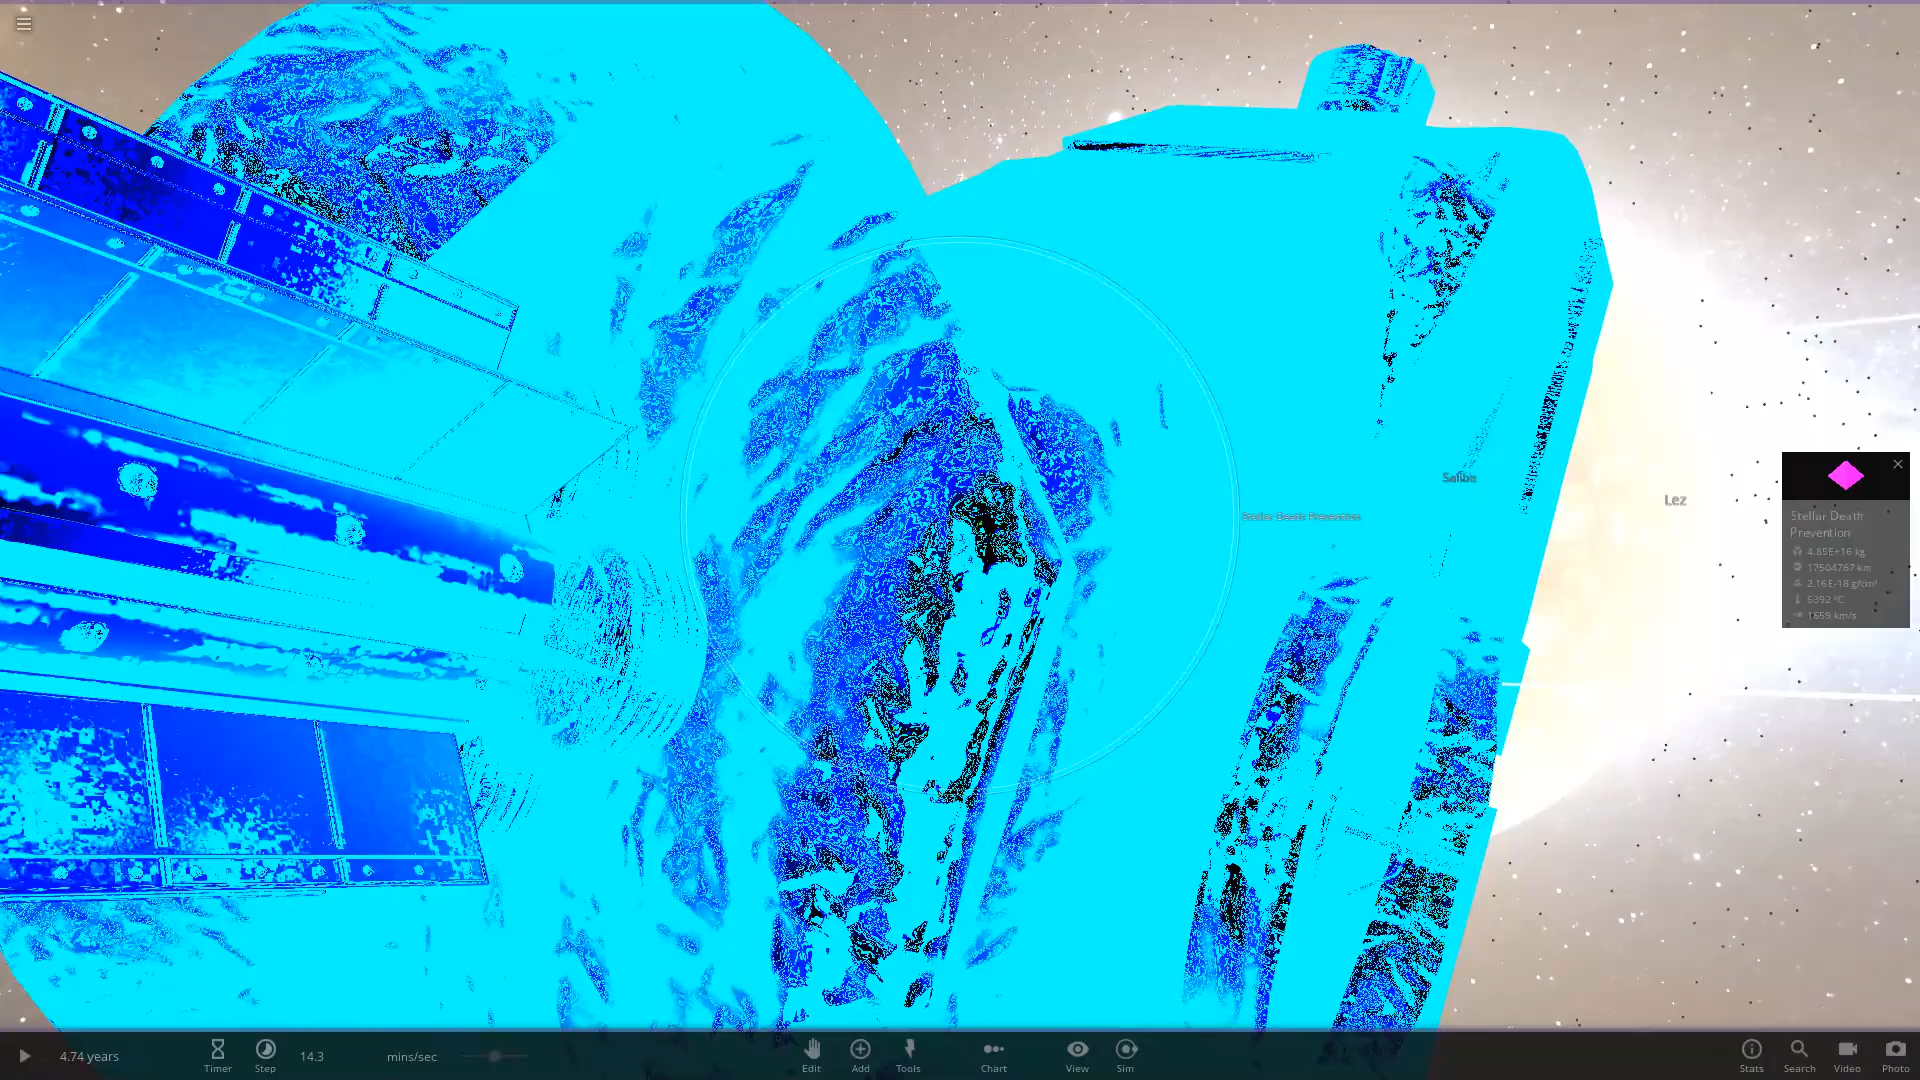 Salibe
Lez
Stellar Death Prevention
Stellar Death
Prevention
4.85E+16 kg
17504767 km
2.16E-18 g/cm³
6392 °C
1659 km/s
4.74 years
Timer
Step
14.3
mins/sec
Edit
Add
Tools
Chart
View
Sim
Stats
Search
Video
Photo